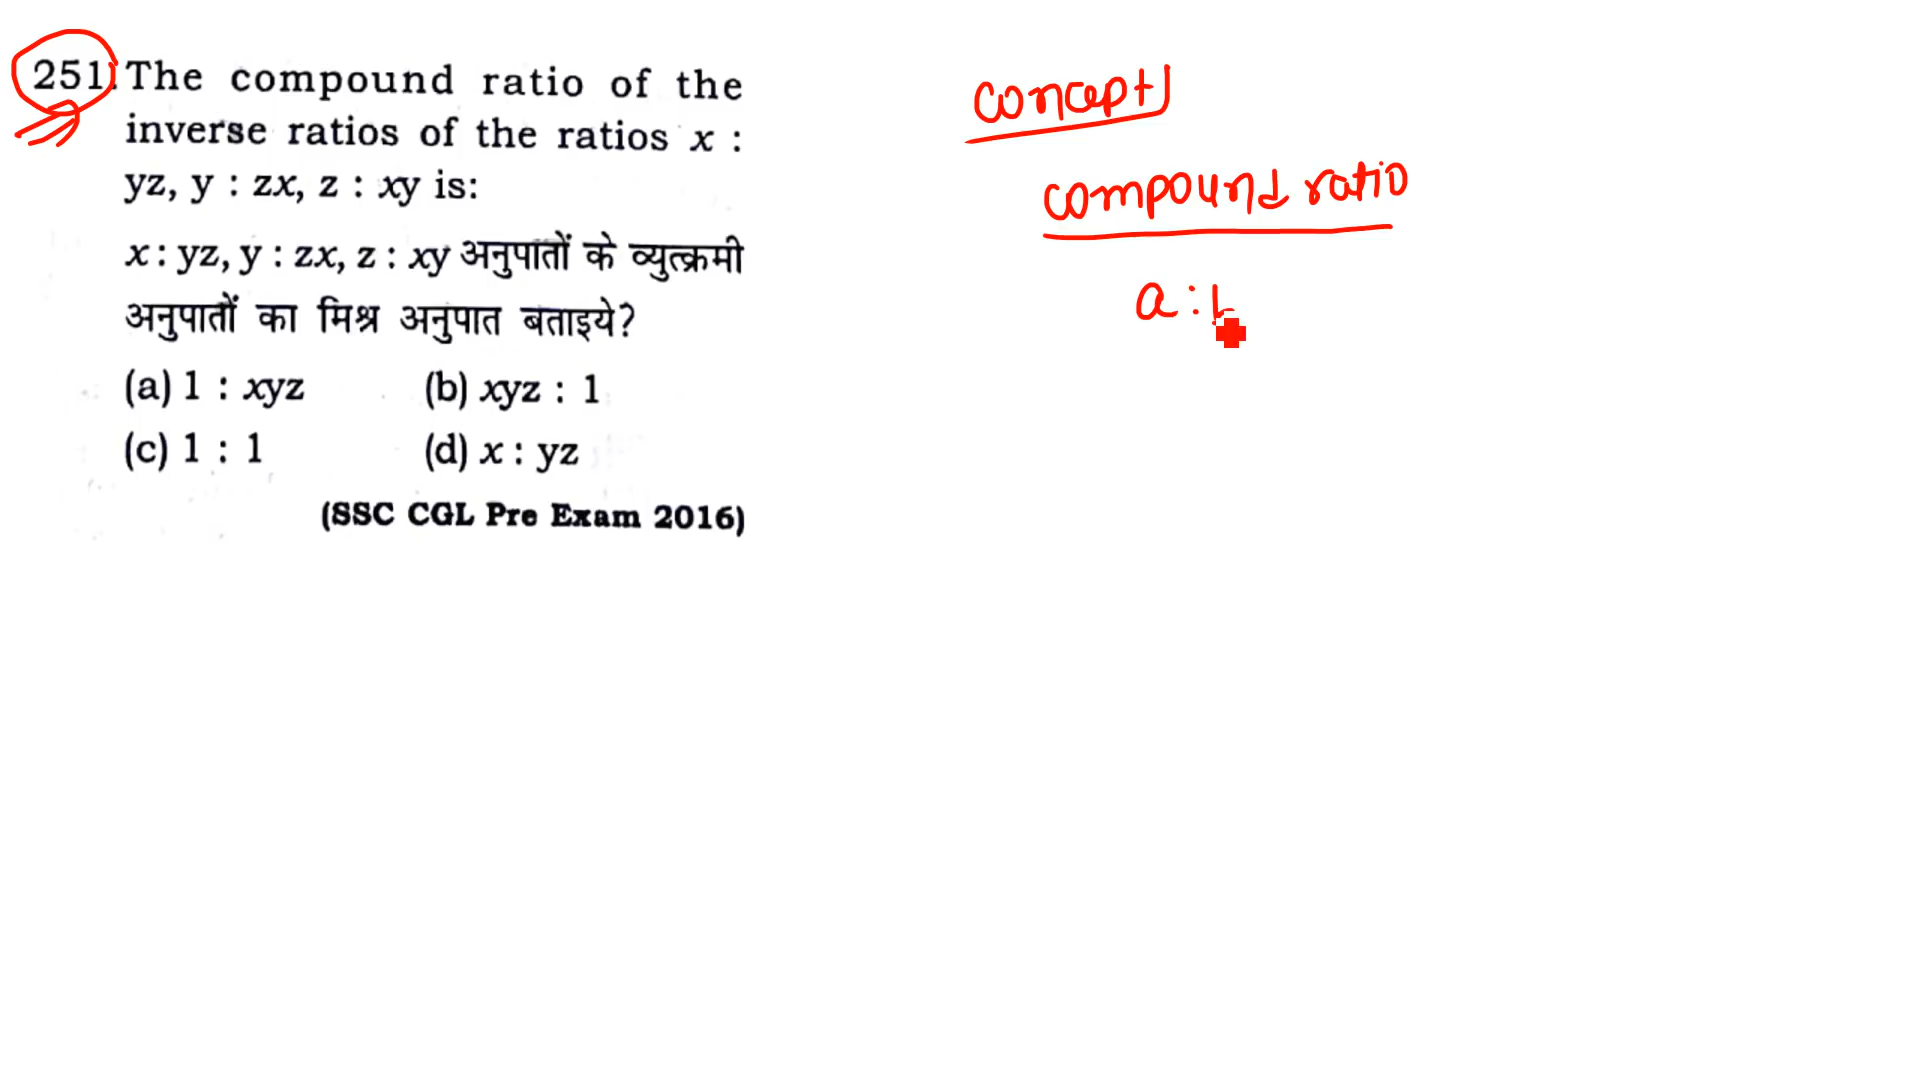 251. The compound ratio of the
inverse ratios of the ratios x :
yz, y : zx, z : xy is:
x : yz, y : zx, z : xy अनुपातों के व्युत्क्रमी
अनुपातों का मिश्र अनुपात बताइये?
(a) 1 : xyz (b) xyz : 1
(c) 1 : 1 (d) x : yz
(SSC CGL Pre Exam 2016)
concept
compound ratio
a :